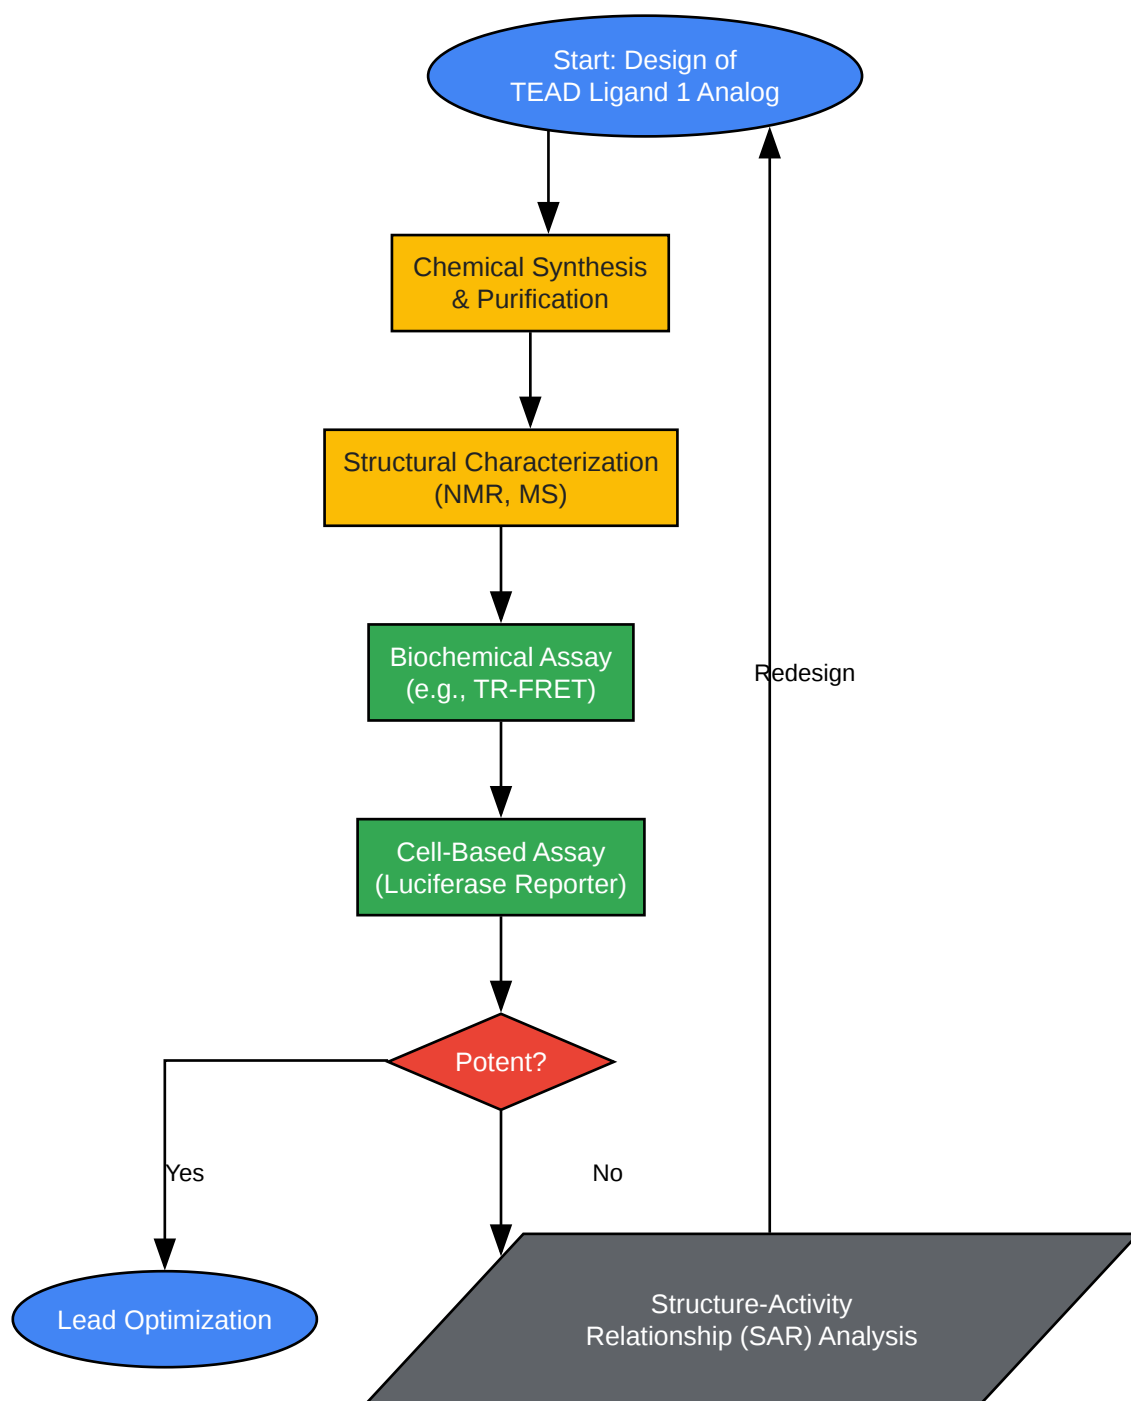 Start: Design of
TEAD Ligand 1 Analog
Chemical Synthesis
& Purification
Structural Characterization
(NMR, MS)
Biochemical Assay
(e.g., TR-FRET)
Redesign
Cell-Based Assay
(Luciferase Reporter)
Potent?
Yes
No
Lead Optimization
Structure-Activity
Relationship (SAR) Analysis